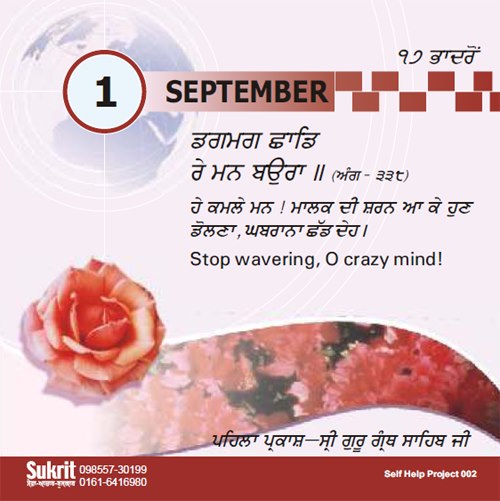 ੧੭ ਭਾਦਰੋਂ
1 SEPTEMBER
ਡਗਮਗ ਛਾਡਿ
ਰੇ ਮਨ ਬਉਰਾ ॥ (ਅੰਗ - ੩੩੮)
ਹੇ ਕਮਲੇ ਮਨ ! ਮਾਲਕ ਦੀ ਸ਼ਰਨ ਆ ਕੇ ਹੁਣ
ਡੋਲਣਾ, ਘਬਰਾਨਾ ਛੱਡ ਦੇਹ।
Stop wavering, O crazy mind!
ਪਹਿਲਾ ਪ੍ਰਕਾਸ਼—ਸ੍ਰੀ ਗੁਰੂ ਗ੍ਰੰਥ ਸਾਹਿਬ ਜੀ
Sukrit 098557-30199
0161-6416980
Self Help Project 002